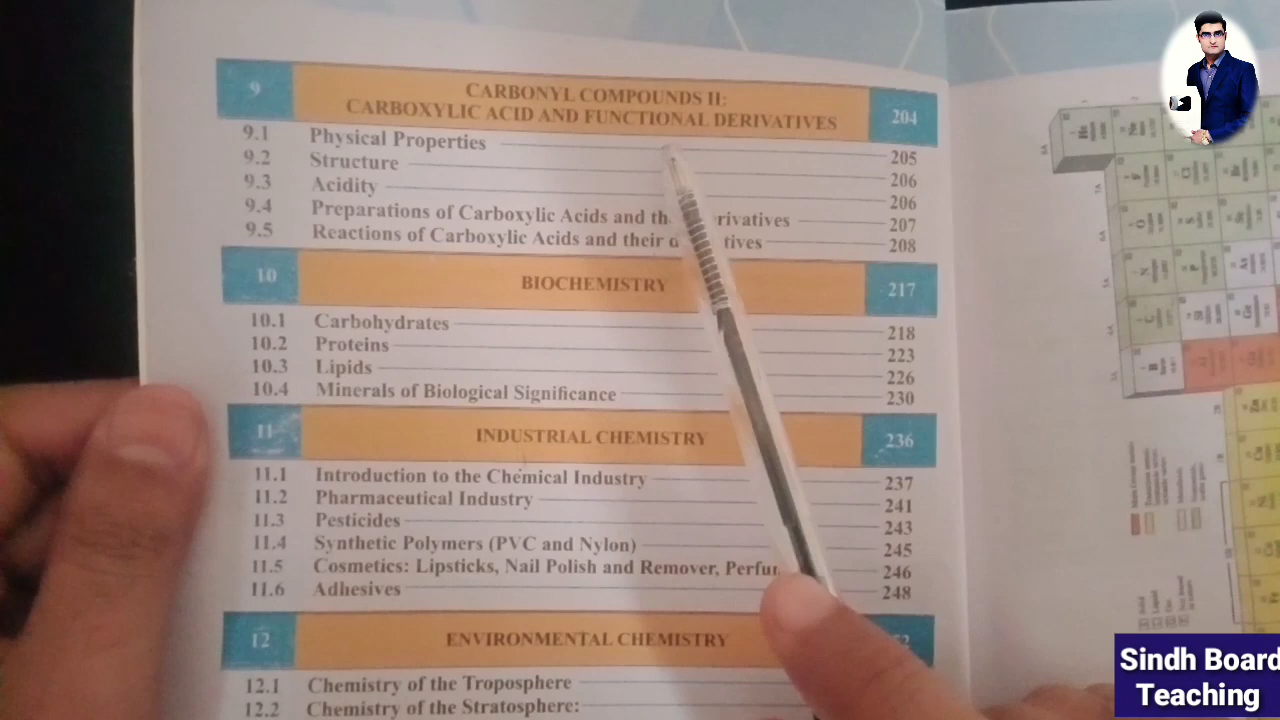 9 CARBONYL COMPOUNDS II: 204
CARBOXYLIC ACID AND FUNCTIONAL DERIVATIVES
9.1 Physical Properties 205
9.2 Structure 206
9.3 Acidity 206
9.4 Preparations of Carboxylic Acids and rivatives 207
9.5 Reactions of Carboxylic Acids and their tives 208
10 BIOCHEMISTRY 217
10.1 Carbohydrates 218
10.2 Proteins 223
10.3 Lipids 226
10.4 Minerals of Biological Significance 230
11 INDUSTRIAL CHEMISTRY 236
11.1 Introduction to the Chemical Industry 237
11.2 Pharmaceutical Industry 241
11.3 Pesticides 243
11.4 Synthetic Polymers (PVC and Nylon) 245
11.5 Cosmetics: Lipsticks, Nail Polish and Remover, Perfu 246
11.6 Adhesives 248
12 ENVIRONMENTAL CHEMISTRY
12.1 Chemistry of the Troposphere
12.2 Chemistry of the Stratosphere:
Sindh Board
Teaching